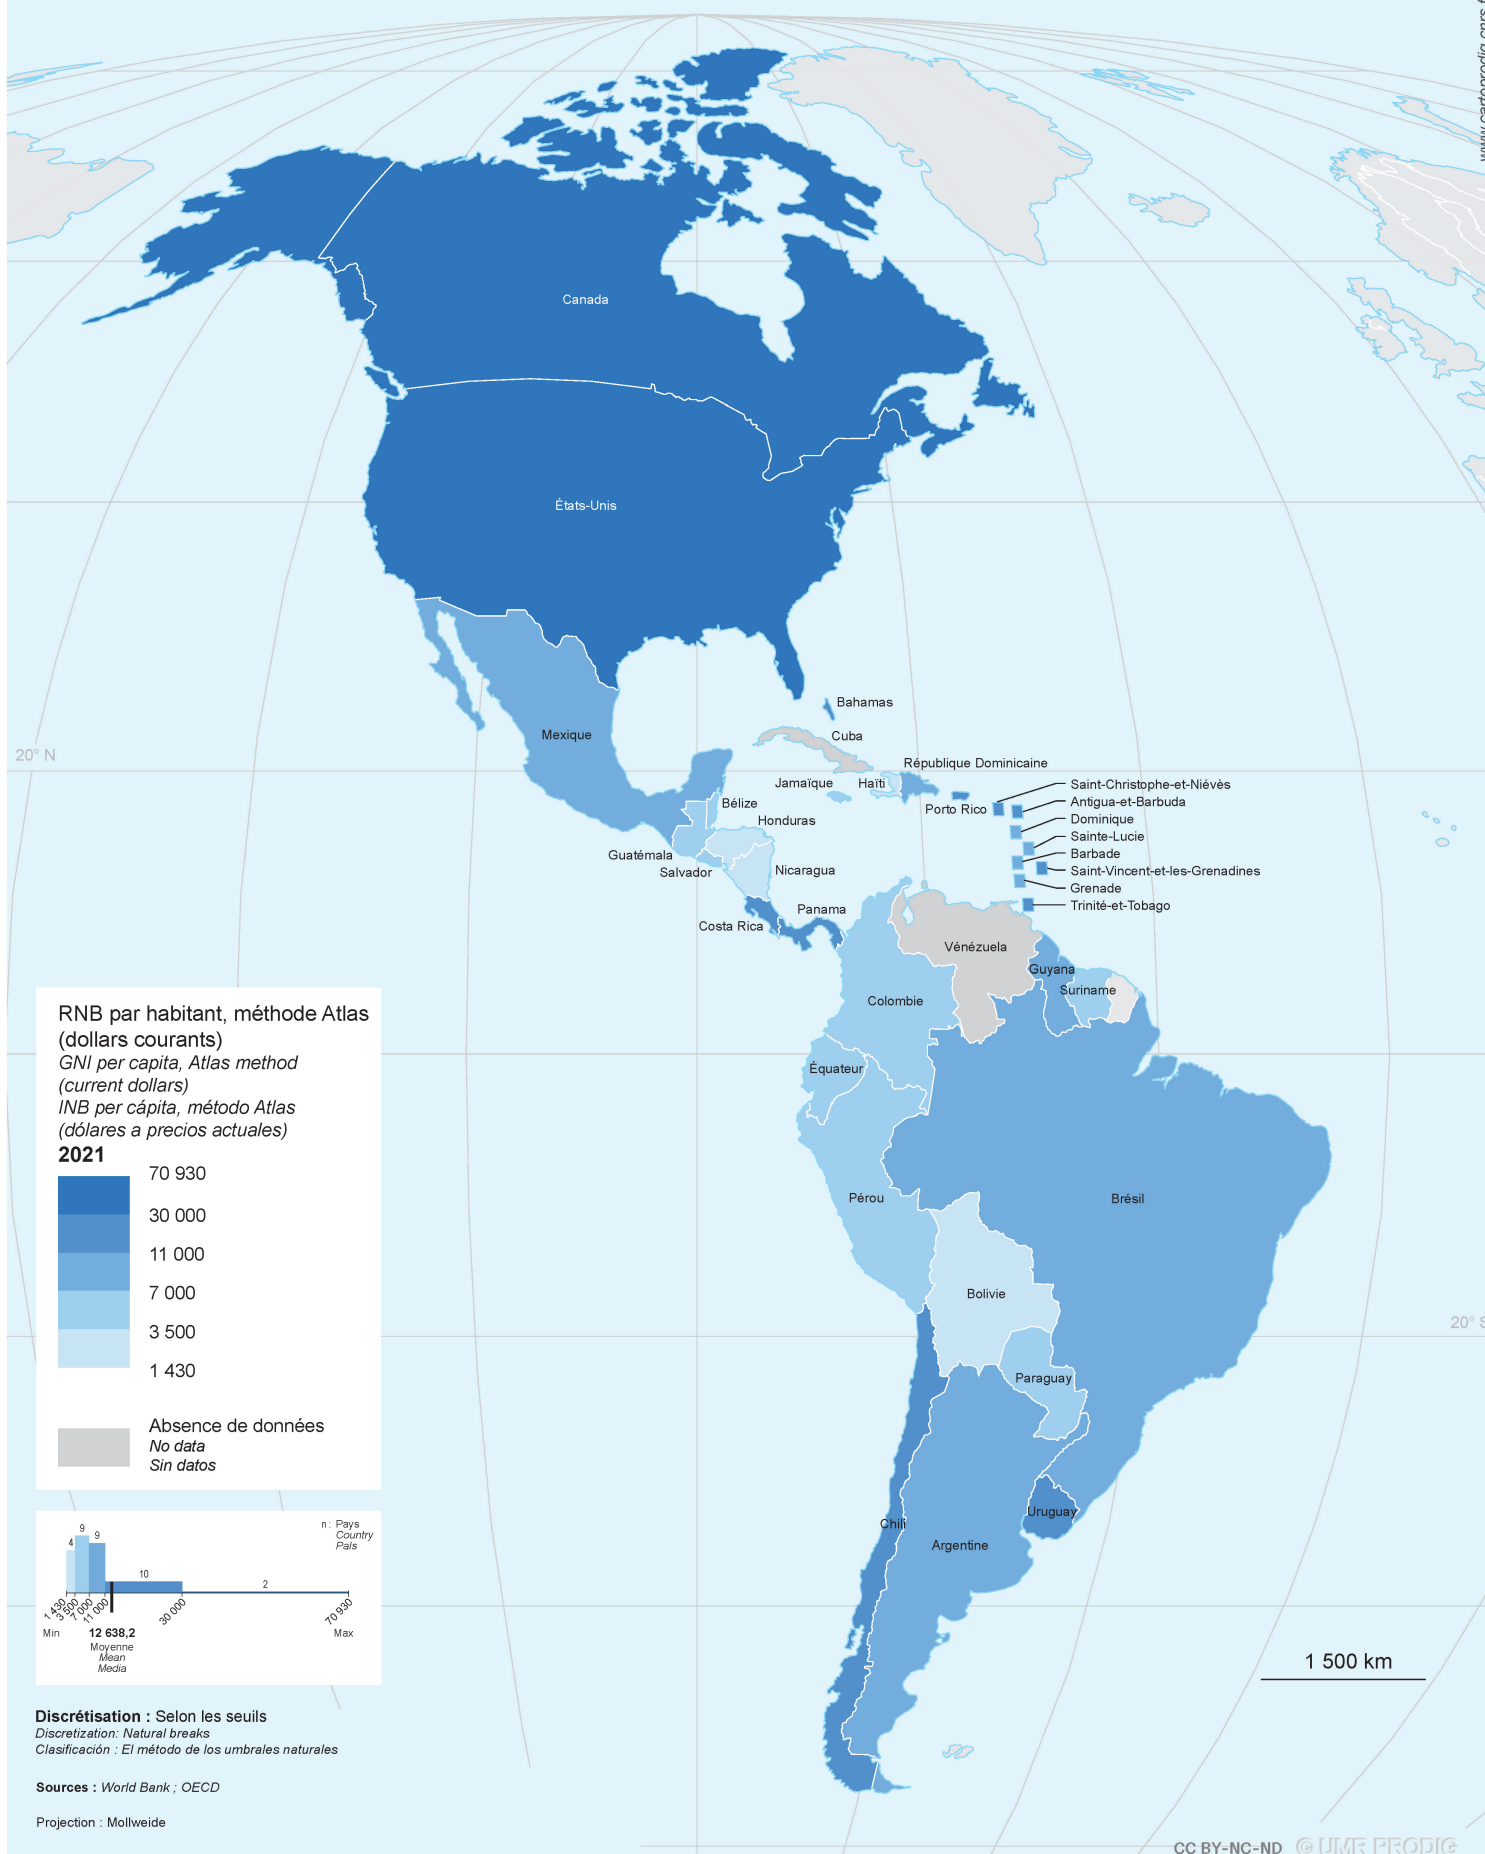 www.cartoprodig.cnrs.f
Canada
États-Unis
Bahamas
Mexique
Cuba
20° N
République Dominicaine
Jamaïque
Haïti
Saint-Christophe-et-Niévès
Bélize
Porto Rico
Antigua-et-Barbuda
Honduras
Dominique
Sainte-Lucie
Guatémala
Barbade
Salvador
Nicaragua
Saint-Vincent-et-les-Grenadines
Grenade
Panama
Trinité-et-Tobago
Costa Rica
Vénézuela
Guyana
Suriname
Colombie
Équateur
Pérou
Brésil
Bolivie
20° S
Paraguay
Uruguay
Chili
Argentine
RNB par habitant, méthode Atlas
(dollars courants)
GNI per capita, Atlas method
(current dollars)
INB per cápita, método Atlas
(dólares a precios actuales)
2021
70 930
30 000
11 000
7 000
3 500
1 430
Absence de données
No data
Sin datos
n : Pays
Country
País
4
9
9
10
2
1 430
3 500
7 000
11 000
30 000
70 930
Min
12 638,2
Max
Moyenne
Mean
Media
1 500 km
Discrétisation : Selon les seuils
Discretization: Natural breaks
Clasificación : El método de los umbrales naturales
Sources : World Bank ; OECD
Projection : Mollweide
CC BY-NC-ND © UMR PRODIG